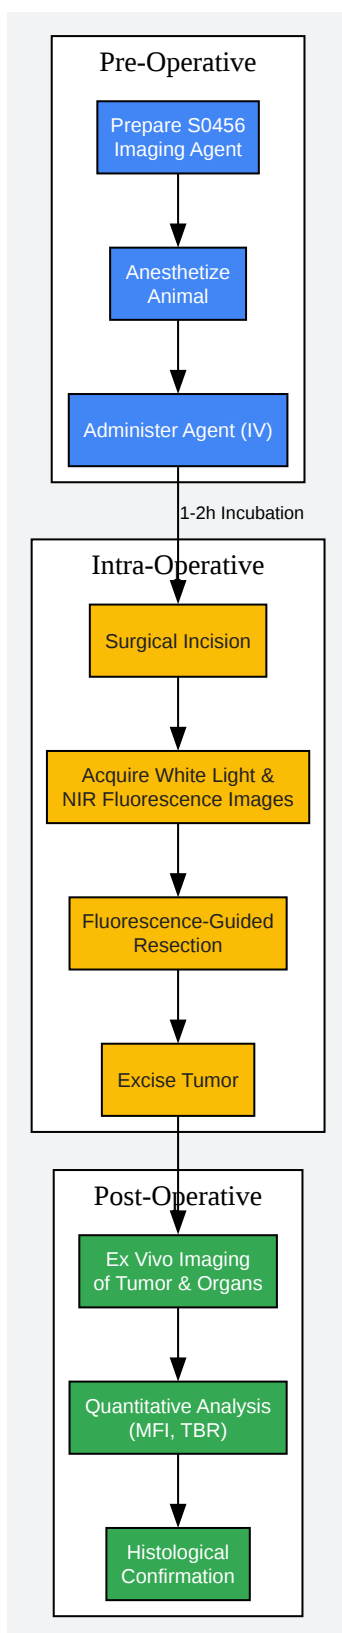 Pre-Operative
Prepare S0456
Imaging Agent
Anesthetize
Animal
Administer Agent (IV)
1-2h Incubation
Intra-Operative
Surgical Incision
Acquire White Light &
NIR Fluorescence Images
Fluorescence-Guided
Resection
Excise Tumor
Post-Operative
Ex Vivo Imaging
of Tumor & Organs
Quantitative Analysis
(MFI, TBR)
Histological
Confirmation